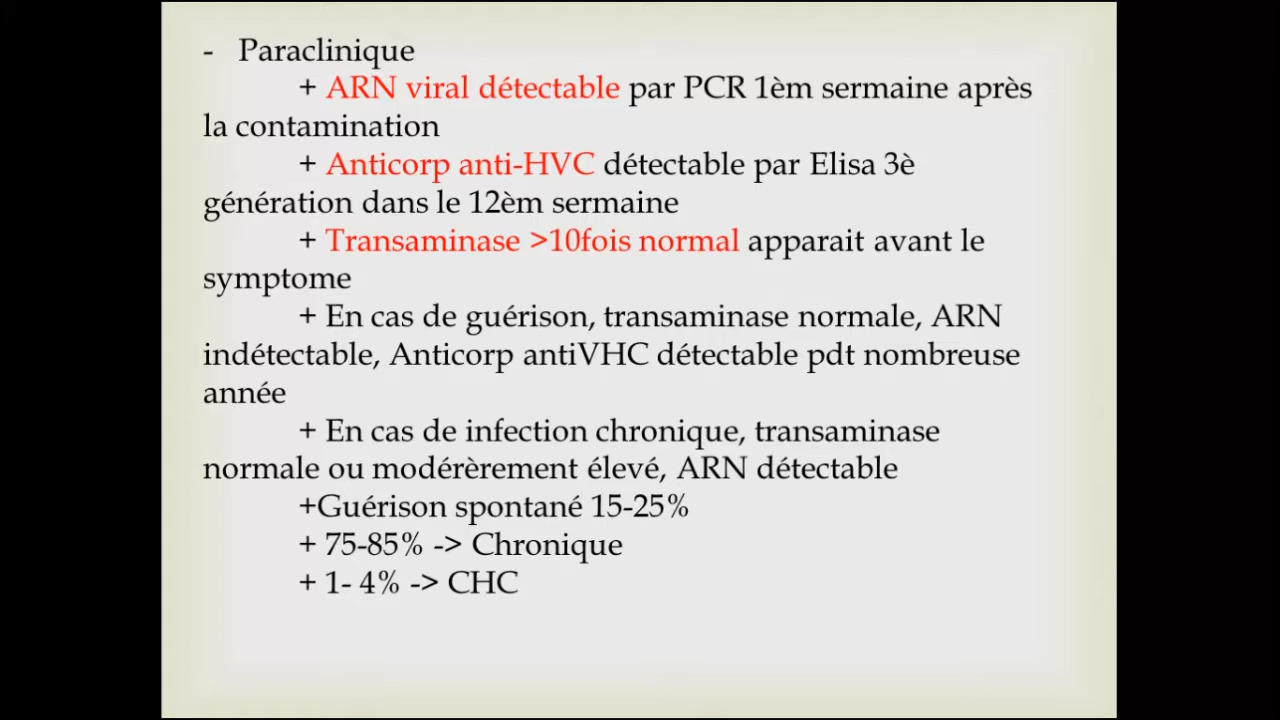 - Paraclinique
+ ARN viral détectable par PCR 1èm sermaine après
la contamination
+ Anticorp anti-HVC détectable par Elisa 3è
génération dans le 12èm sermaine
+ Transaminase >10fois normal apparait avant le
symptome
+ En cas de guérison, transaminase normale, ARN
indétectable, Anticorp antiVHC détectable pdt nombreuse
année
+ En cas de infection chronique, transaminase
normale ou modérèrement élevé, ARN détectable
+Guérison spontané 15-25%
+ 75-85% -> Chronique
+ 1- 4% -> CHC